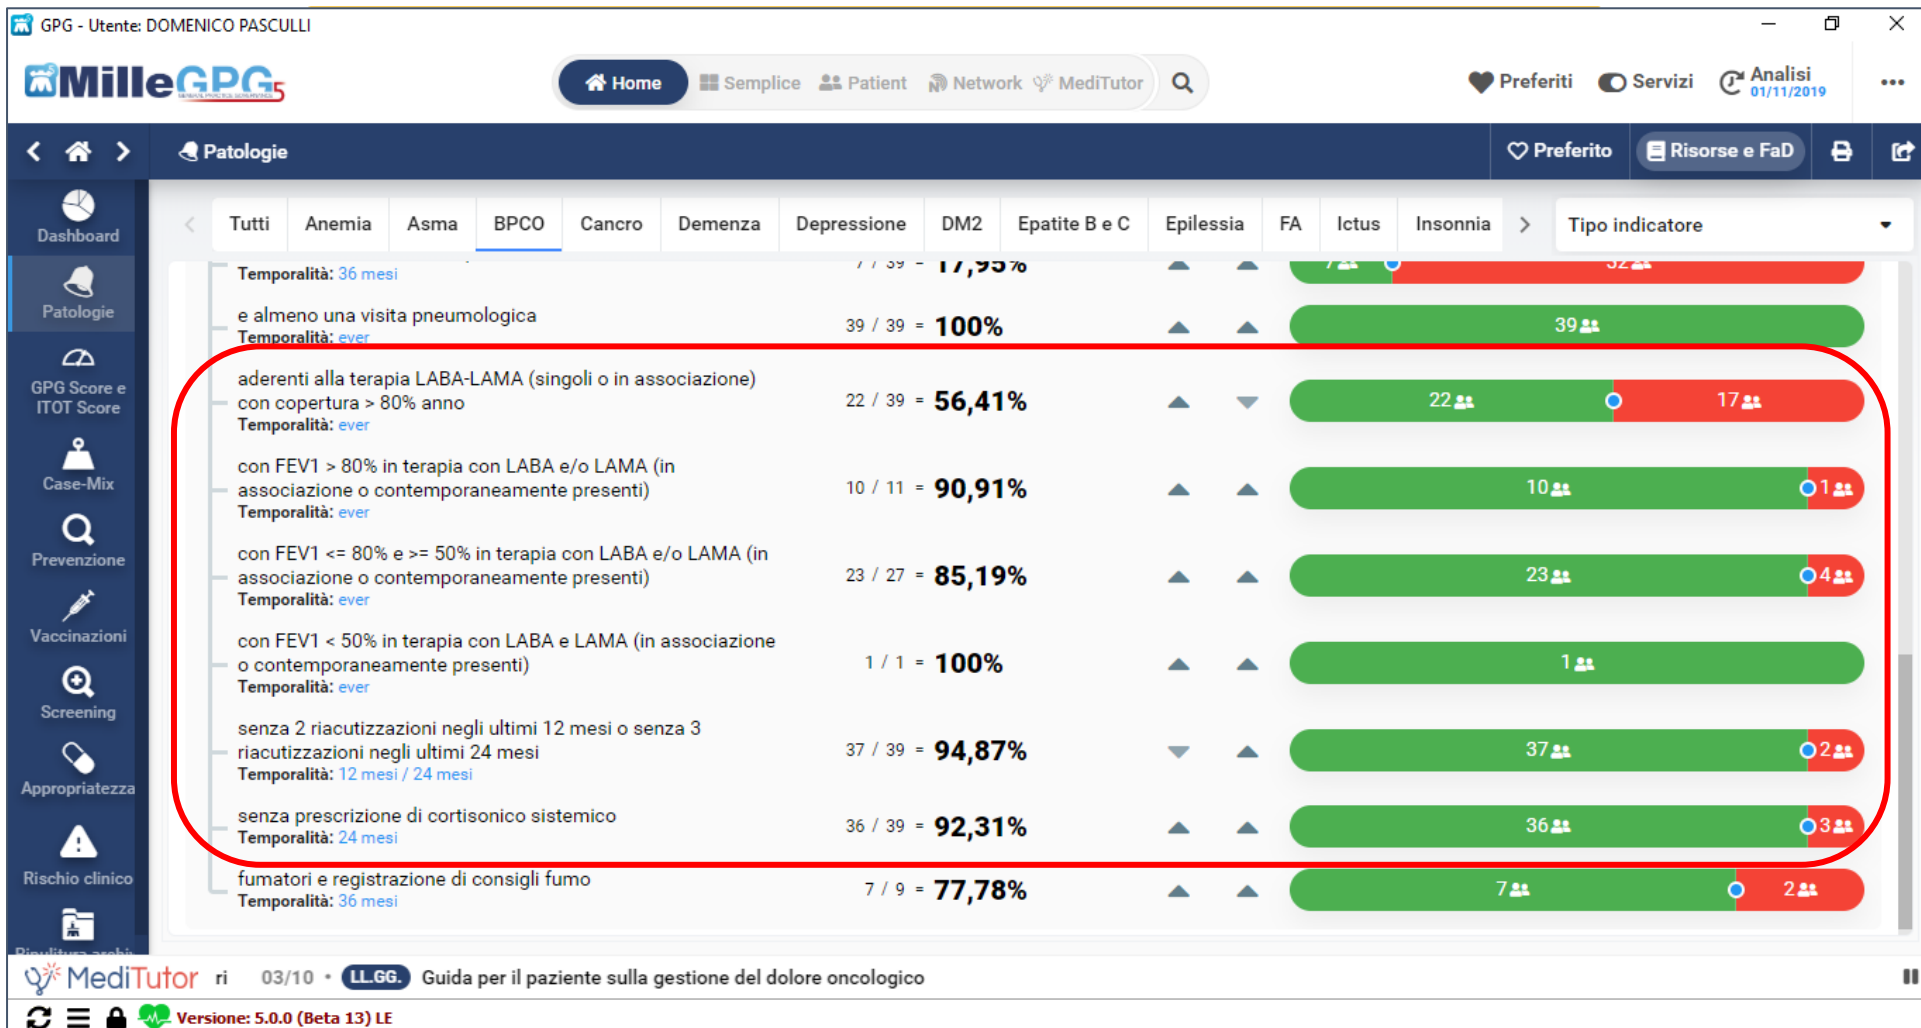 GPG - Utente: DOMENICO PASCULLI
MilleGPG5
Home Semplice Patient Network MediTutor
Preferiti Servizi Analisi
01/11/2019
Patologie
Preferito Risorse e FaD
Dashboard
Patologie
GPG Score e
ITOT Score
Case-Mix
Prevenzione
Vaccinazioni
Screening
Appropriatezza
Rischio clinico
Tutti Anemia Asma BPCO Cancro Demenza Depressione DM2 Epatite B e C Epilessia FA Ictus Insonnia
Tipo indicatore
Temporalità: 36 mesi
7 / 39 = 17,95% 7 32
e almeno una visita pneumologica
Temporalità: ever
39 / 39 = 100% 39
aderenti alla terapia LABA-LAMA (singoli o in associazione)
con copertura > 80% anno
Temporalità: ever
22 / 39 = 56,41% 22 17
con FEV1 > 80% in terapia con LABA e/o LAMA (in
associazione o contemporaneamente presenti)
Temporalità: ever
10 / 11 = 90,91% 10 1
con FEV1 <= 80% e >= 50% in terapia con LABA e/o LAMA (in
associazione o contemporaneamente presenti)
Temporalità: ever
23 / 27 = 85,19% 23 4
con FEV1 < 50% in terapia con LABA e LAMA (in associazione
o contemporaneamente presenti)
Temporalità: ever
1 / 1 = 100% 1
senza 2 riacutizzazioni negli ultimi 12 mesi o senza 3
riacutizzazioni negli ultimi 24 mesi
Temporalità: 12 mesi / 24 mesi
37 / 39 = 94,87% 37 2
senza prescrizione di cortisonico sistemico
Temporalità: 24 mesi
36 / 39 = 92,31% 36 3
fumatori e registrazione di consigli fumo
Temporalità: 36 mesi
7 / 9 = 77,78% 7 2
MediTutor ri 03/10 • LL.GG. Guida per il paziente sulla gestione del dolore oncologico
Versione: 5.0.0 (Beta 13) LE